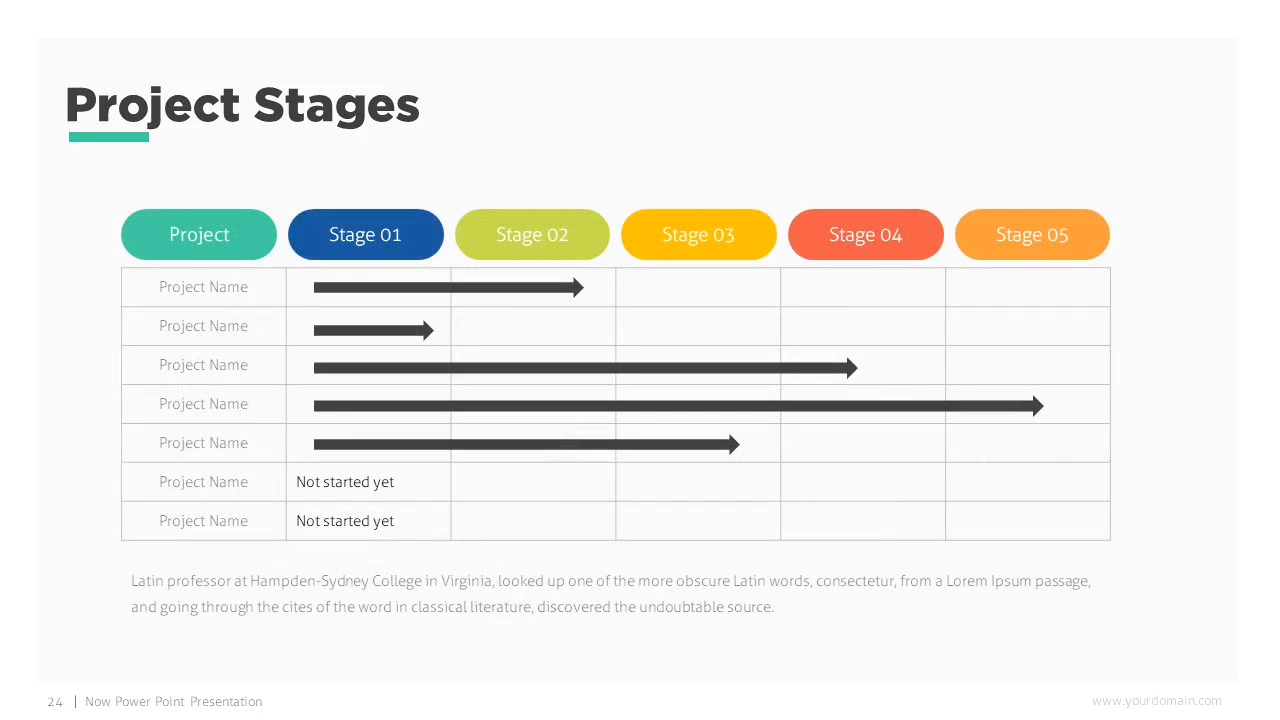 Project Stages
Project Stage 01 Stage 02 Stage 03 Stage 04 Stage 05
Project Name
Project Name
Project Name
Project Name
Project Name
Project Name Not started yet
Project Name Not started yet
Latin professor at Hampden-Sydney College in Virginia, looked up one of the more obscure Latin words, consectetur, from a Lorem Ipsum passage,
and going through the cites of the word in classical literature, discovered the undoubtable source.
24 | Now Power Point Presentation www.yourdomain.com